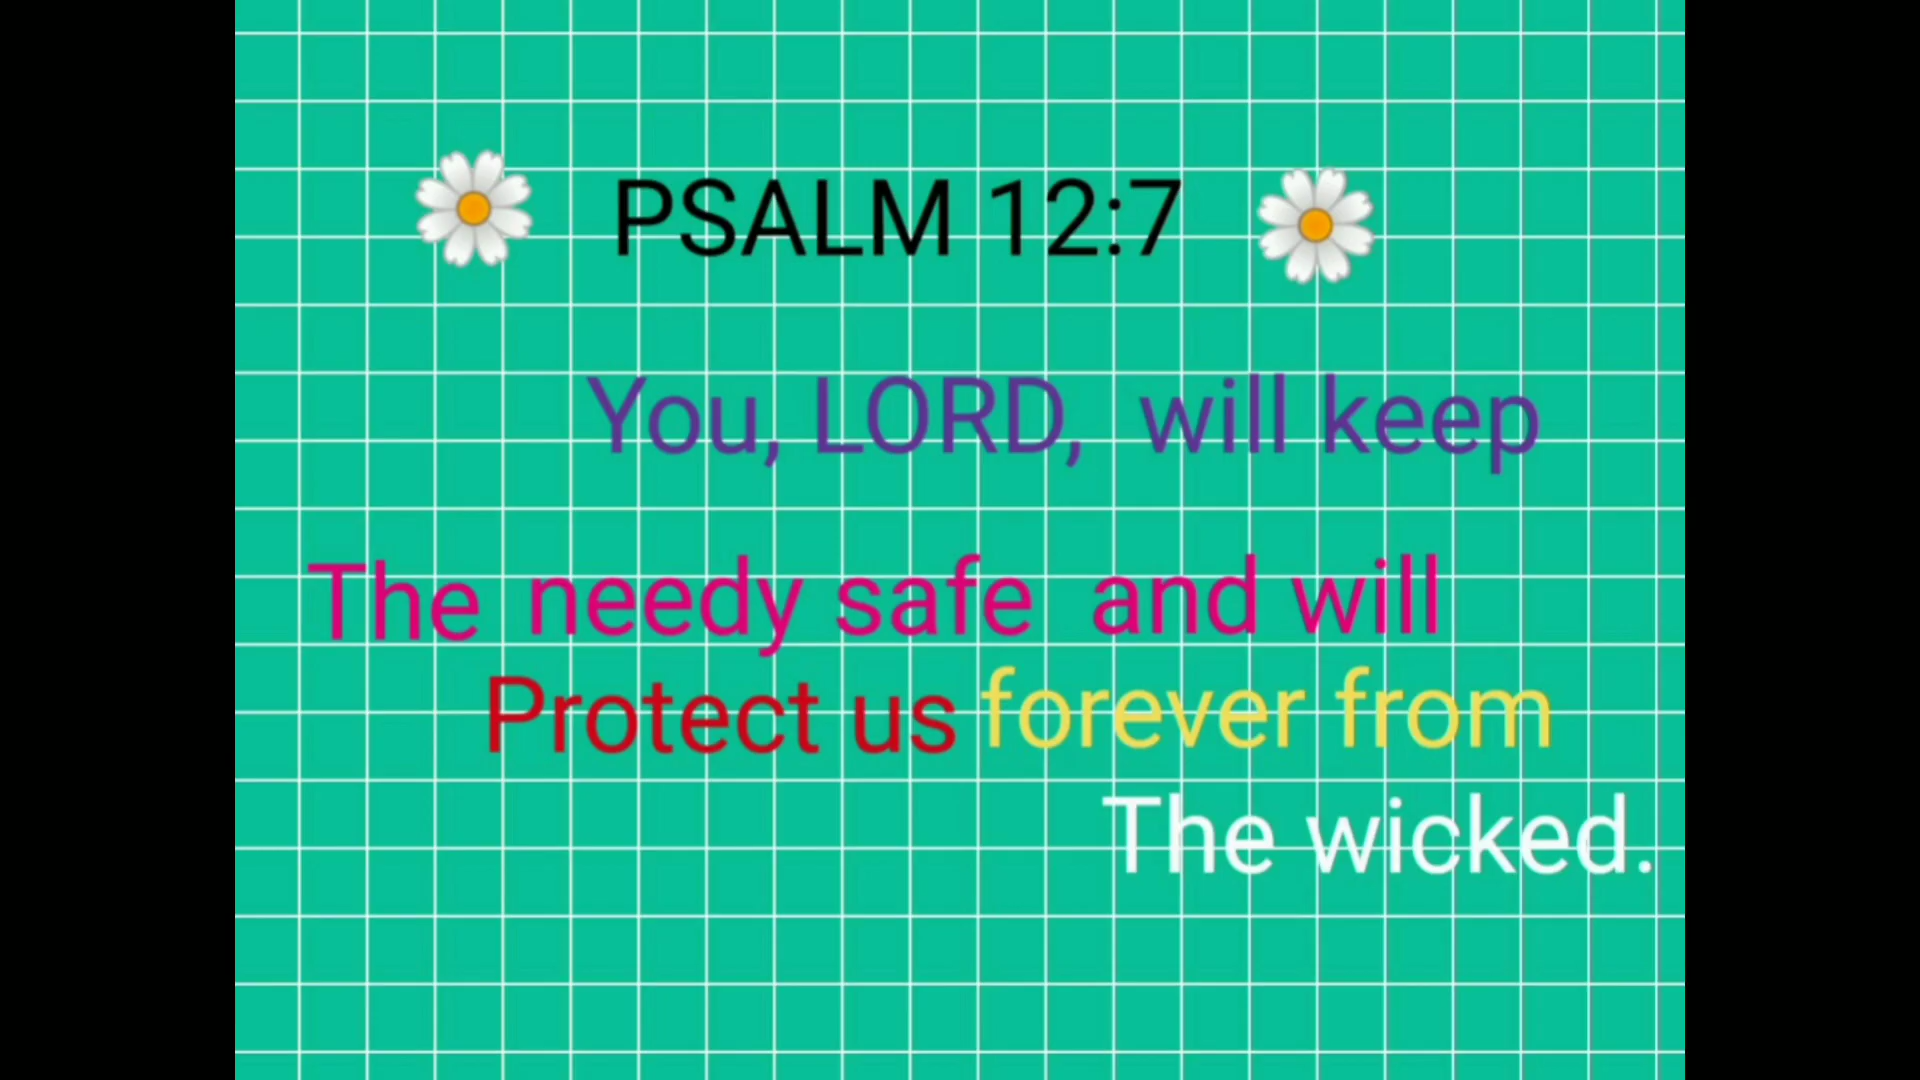 PSALM 12:7
You, LORD, will keep
The needy safe and will
Protect us forever from
The wicked.